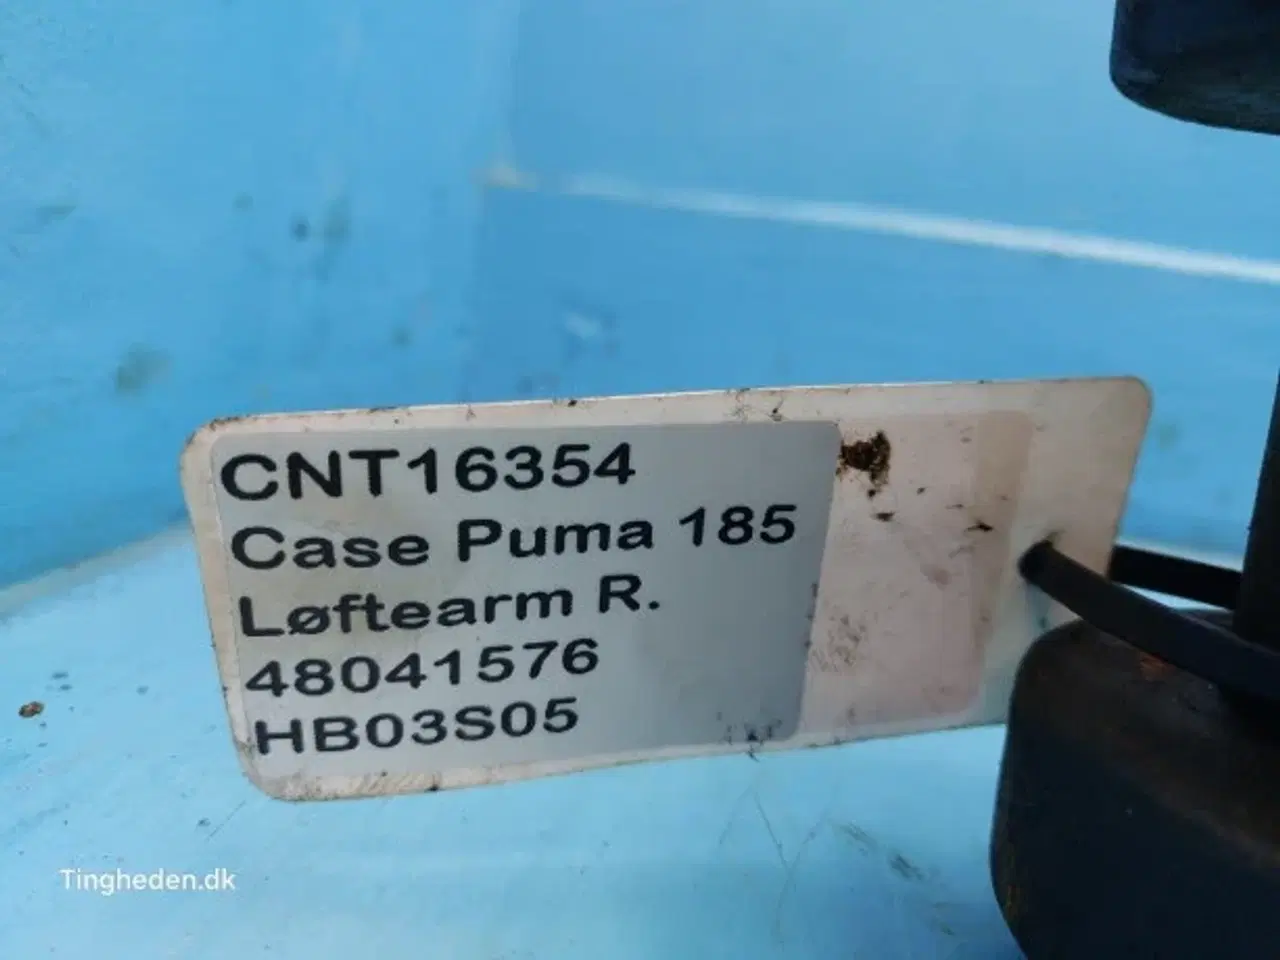 CNT16354
Case Puma 185
Løftearm R.
48041576
HB03S05
Tingheden.dk